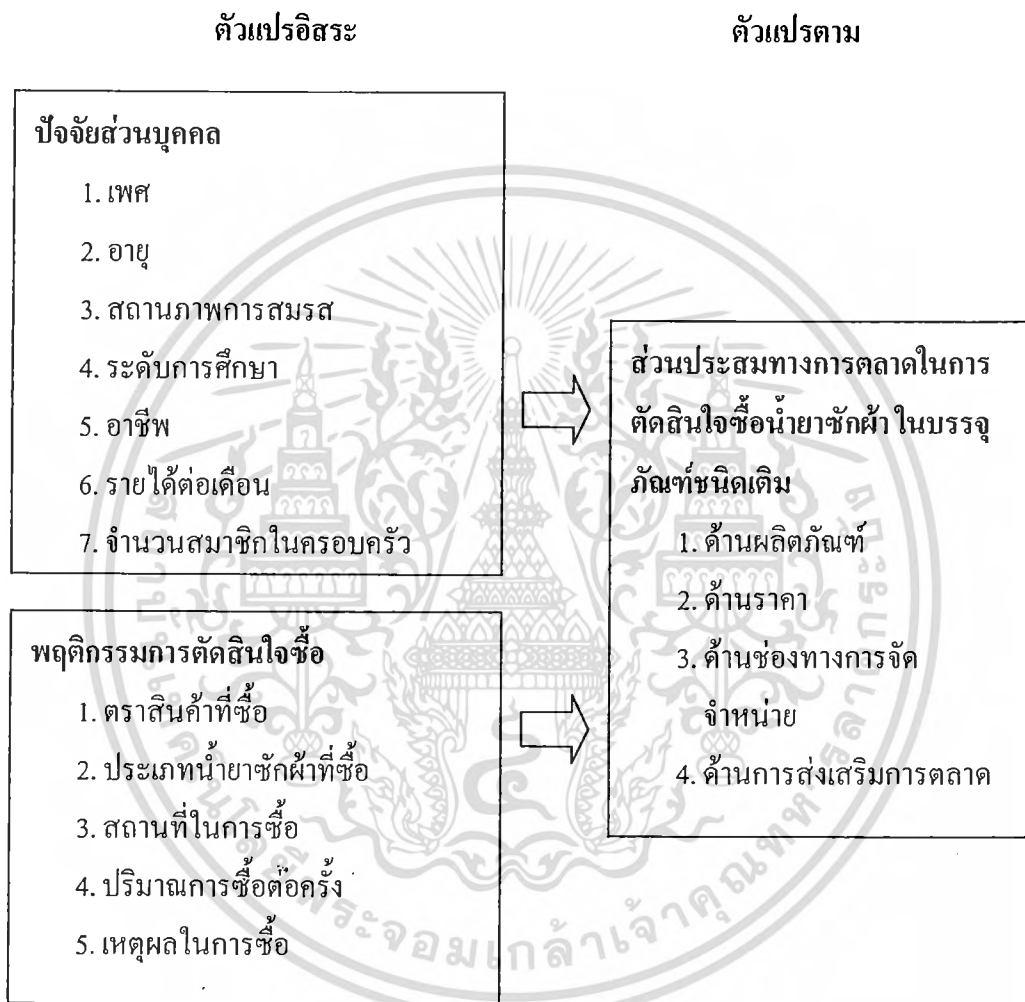 ตัวแปรอิสระ
ตัวแปรตาม
ปัจจัยส่วนบุคคล
1. เพศ
2. อายุ
3. สถานภาพการสมรส
4. ระดับการศึกษา
5. อาชีพ
6. รายได้ต่อเดือน
7. จำนวนสมาชิกในครอบครัว
พฤติกรรมการตัดสินใจซื้อ
1. ตราสินค้าที่ซื้อ
2. ประเภทน้ำยาซักผ้าที่ซื้อ
3. สถานที่ในการซื้อ
4. ปริมาณการซื้อต่อครั้ง
5. เหตุผลในการซื้อ
ส่วนประสมทางการตลาดในการ
ตัดสินใจซื้อน้ำยาซักผ้า ในบรรจุ
ภัณฑ์ชนิดเติม
1. ด้านผลิตภัณฑ์
2. ด้านราคา
3. ด้านช่องทางการจัด
จำหน่าย
4. ด้านการส่งเสริมการตลาด